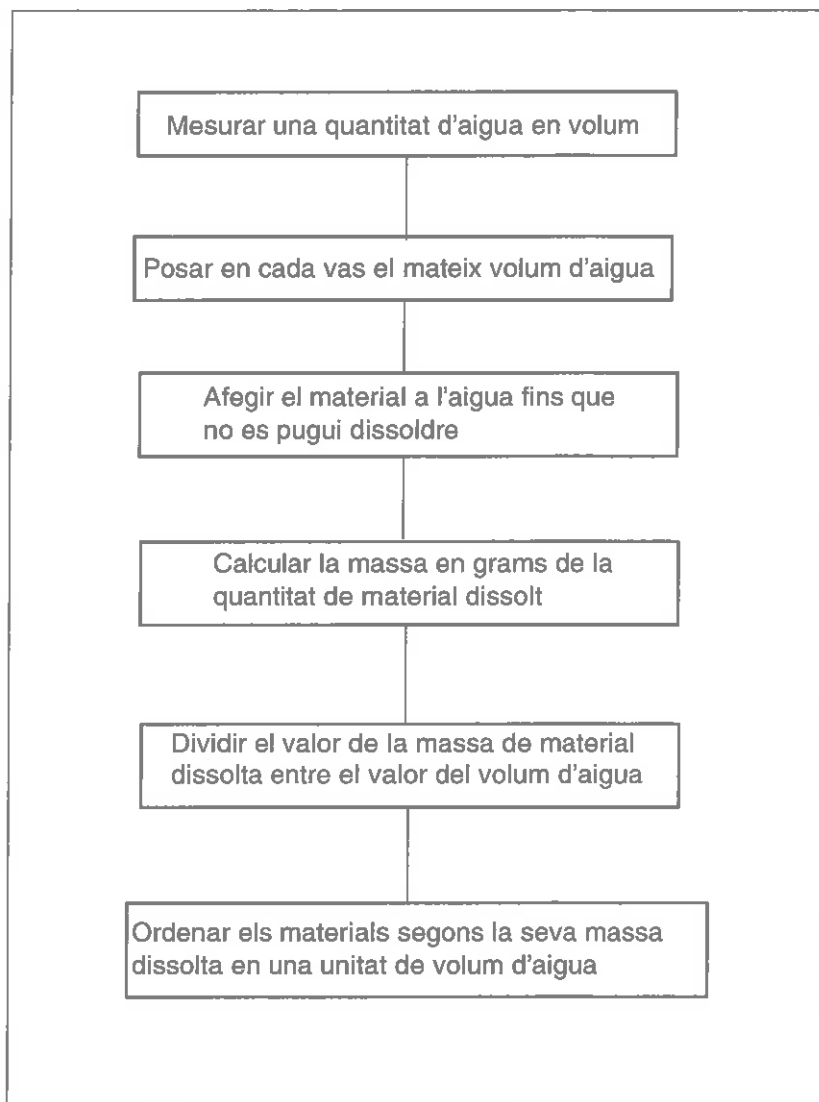 Mesurar una quantitat d'aigua en volum
Posar en cada vas el mateix volum d'aigua
Afegir el material a l'aigua fins que
no es pugui dissoldre
Calcular la massa en grams de la
quantitat de material dissolt
Dividir el valor de la massa de material
dissolta entre el valor del volum d'aigua
Ordenar els materials segons la seva massa
dissolta en una unitat de volum d'aigua